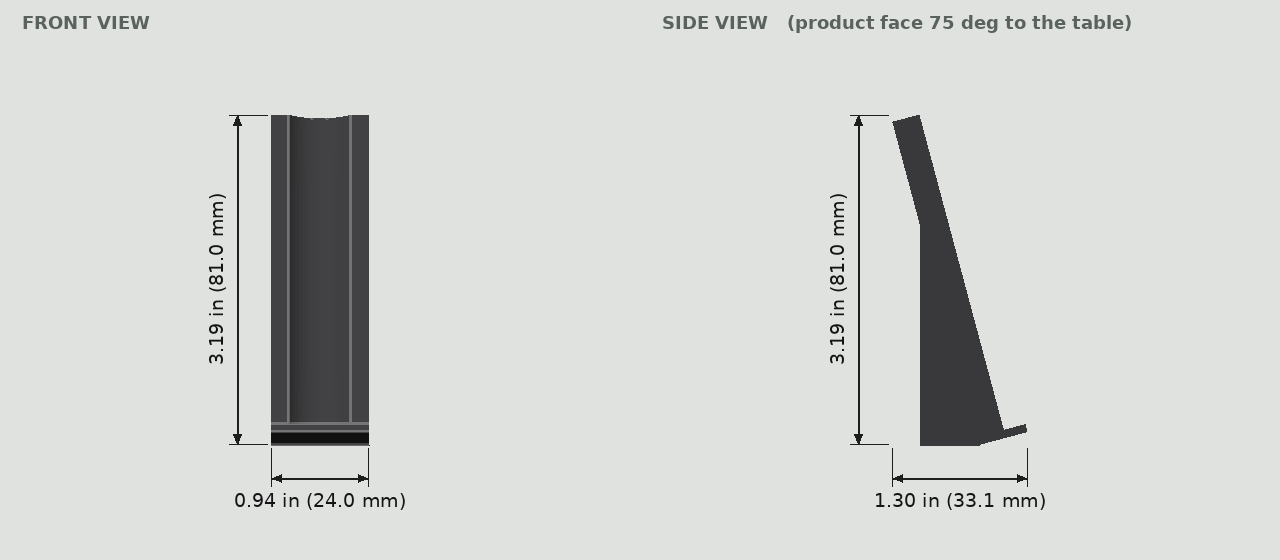 FRONT VIEW
SIDE VIEW (product face 75 deg to the table)
3.19 in (81.0 mm)
3.19 in (81.0 mm)
0.94 in (24.0 mm)
1.30 in (33.1 mm)